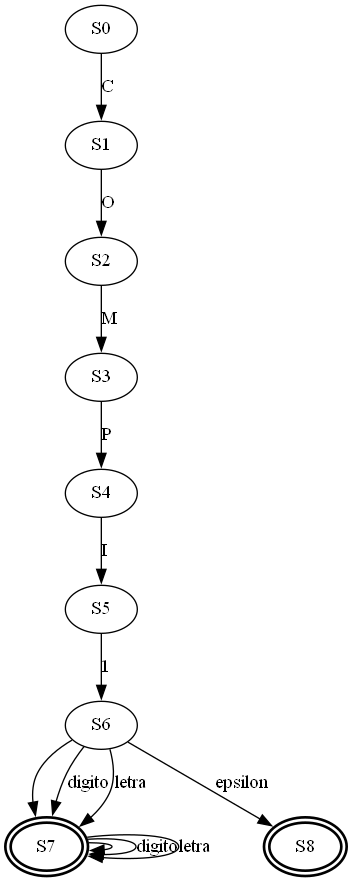 S0
C
S1
O
S2
M
S3
P
S4
I
S5
1
S6
digito letra epsilon
S7 digito letra S8